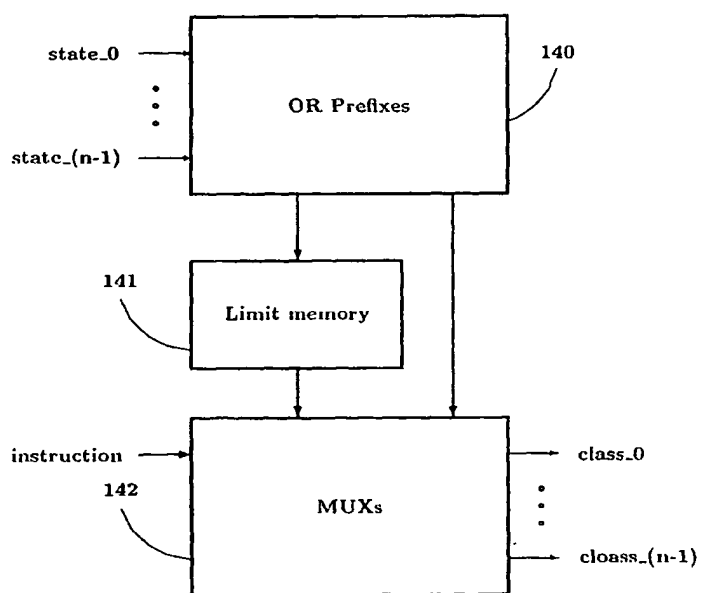 state_0
140
OR Prefixes
state_(n-1)
141
Limit memory
instruction
class_0
142
MUXs
cloass_(n-1)